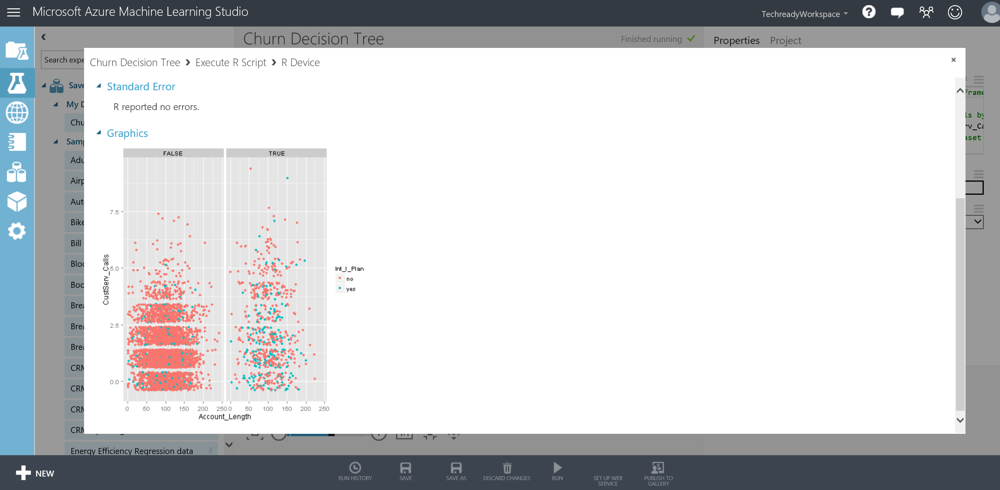 Microsoft Azure Machine Learning Studio
TechreadyWorkspace
Churn Decision Tree
Finished running
Properties Project
Search expe
Churn Decision Tree > Execute R Script > R Device
Standard Error
R reported no errors.
Graphics
FALSE TRUE
7.5
5.0
2.5
0.0
CustServ_Calls
0 50 100 150 200 250 0 50 100 150 200 250
Account_Length
Int_l_Plan
no
yes
Save
My D
Chu
Samp
Adu
Airp
Auto
Bike
Bill
Bloo
Boo
Brea
Brea
Brea
CRM
CRM
CRM
CRM
Energy Efficiency Regression data
frame
ls by
rv_Ca
aset
NEW
RUN HISTORY
SAVE
SAVE AS
DISCARD CHANGES
RUN
SET UP WEB
SERVICE
PUBLISH TO
GALLERY